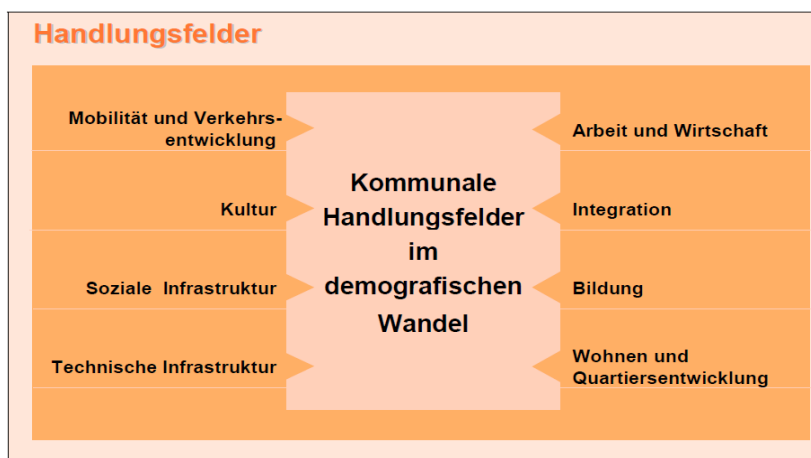 Handlungsfelder
Mobilität und Verkehrs-
entwicklung
Kultur
Soziale Infrastruktur
Technische Infrastruktur
Kommunale
Handlungsfelder
im
demografischen
Wandel
Arbeit und Wirtschaft
Integration
Bildung
Wohnen und
Quartiersentwicklung